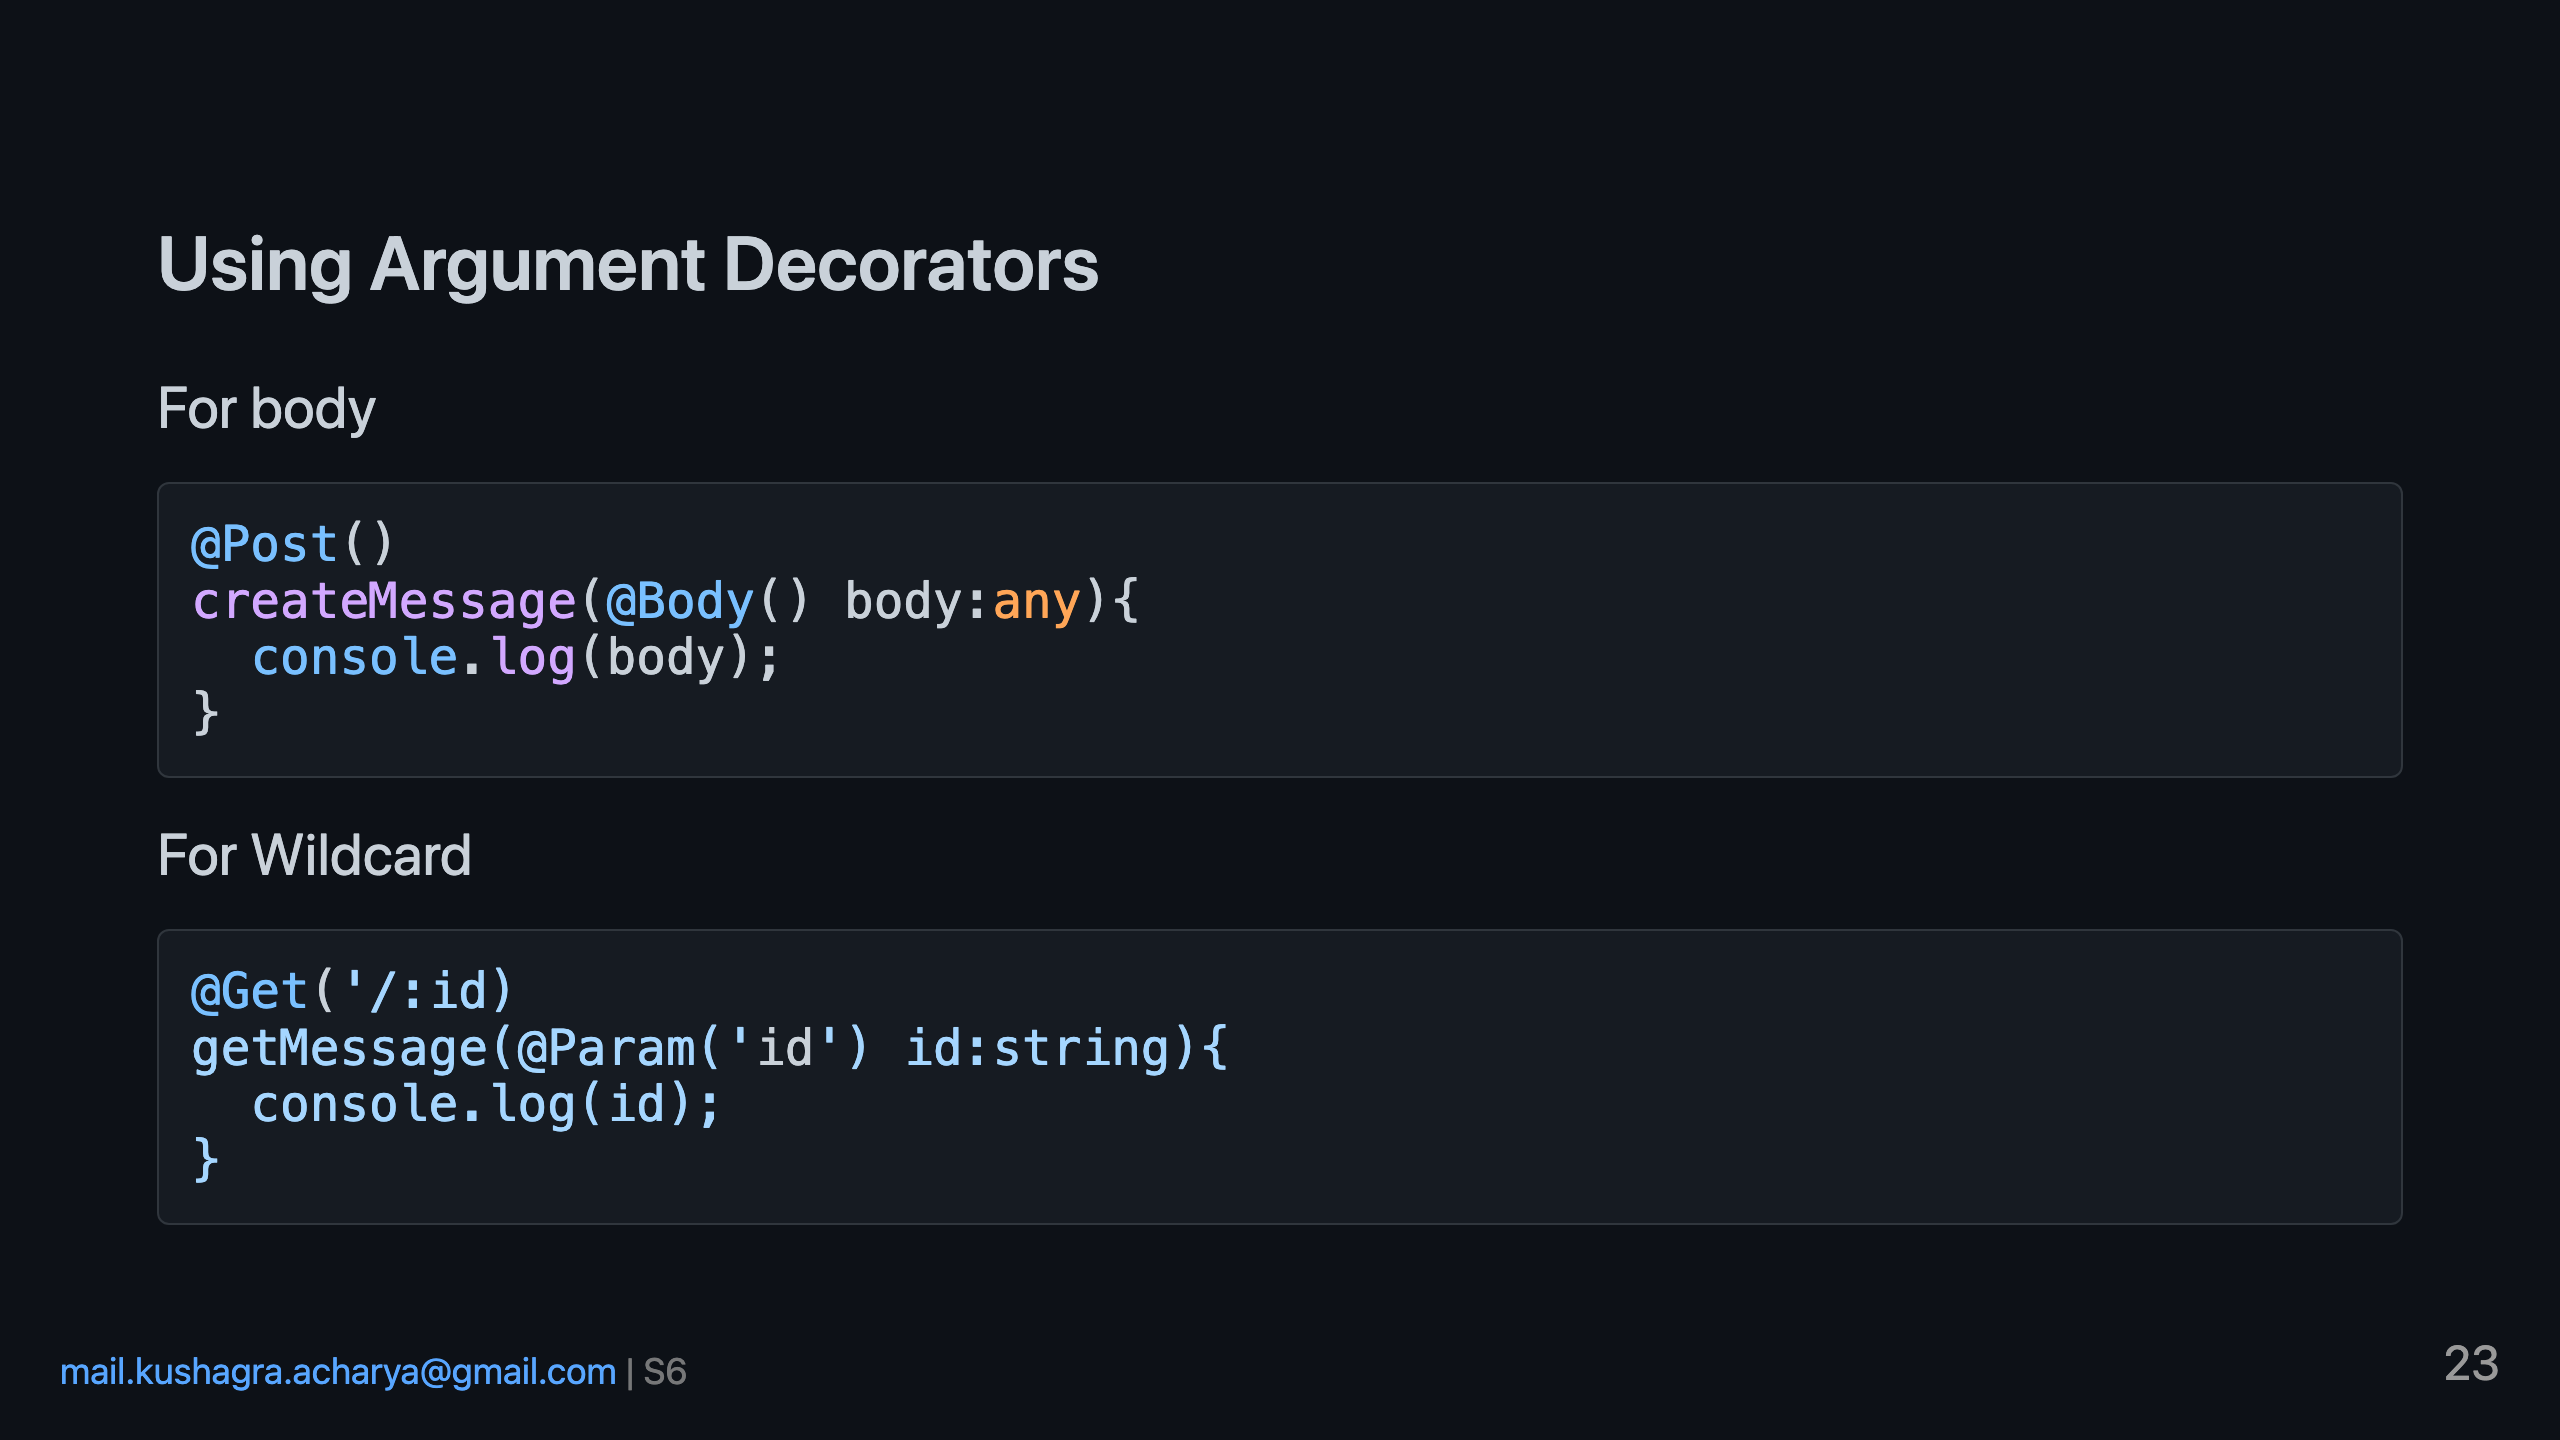 Using Argument Decorators
For body
@Post()
createMessage(@Body() body:any){
  console.log(body);
}
For Wildcard
@Get('/:id)
getMessage(@Param('id') id:string){
  console.log(id);
}
mail.kushagra.acharya@gmail.com | S6
23